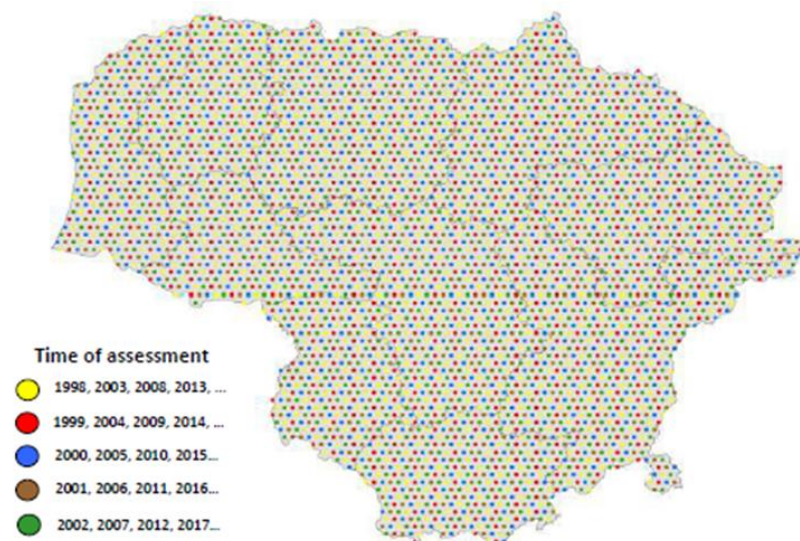 Time of assessment
1998, 2003, 2008, 2013, ...
1999, 2004, 2009, 2014, ...
2000, 2005, 2010, 2015...
2001, 2006, 2011, 2016...
2002, 2007, 2012, 2017...